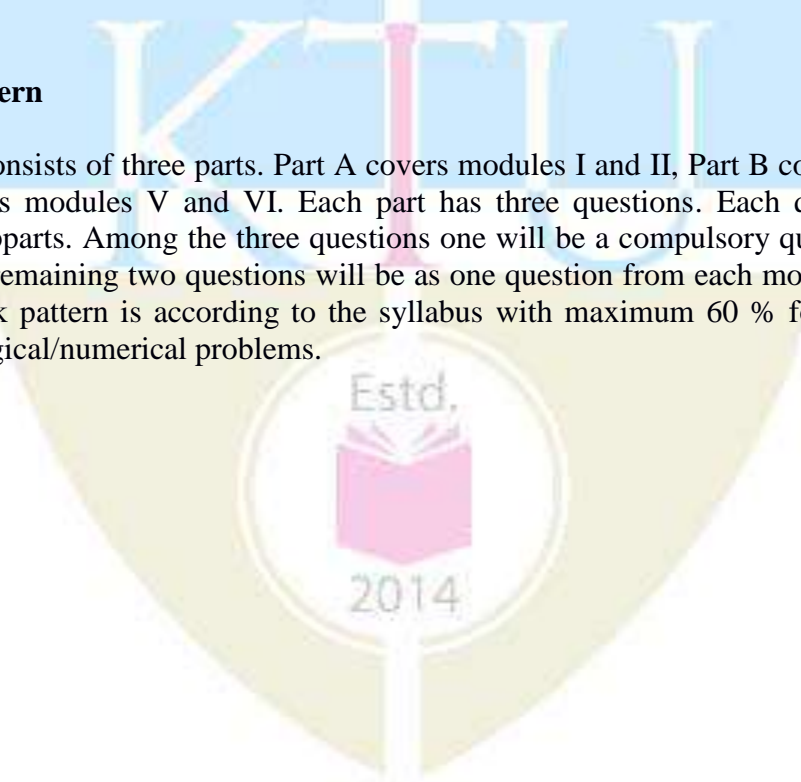 KTU
ern
onsists of three parts. Part A covers modules I and II, Part B co
s modules V and VI. Each part has three questions. Each
parts. Among the three questions one will be a compulsory qu
emaining two questions will be as one question from each mo
k pattern is according to the syllabus with maximum 60 % f
gical/numerical problems.
Estd.
2014